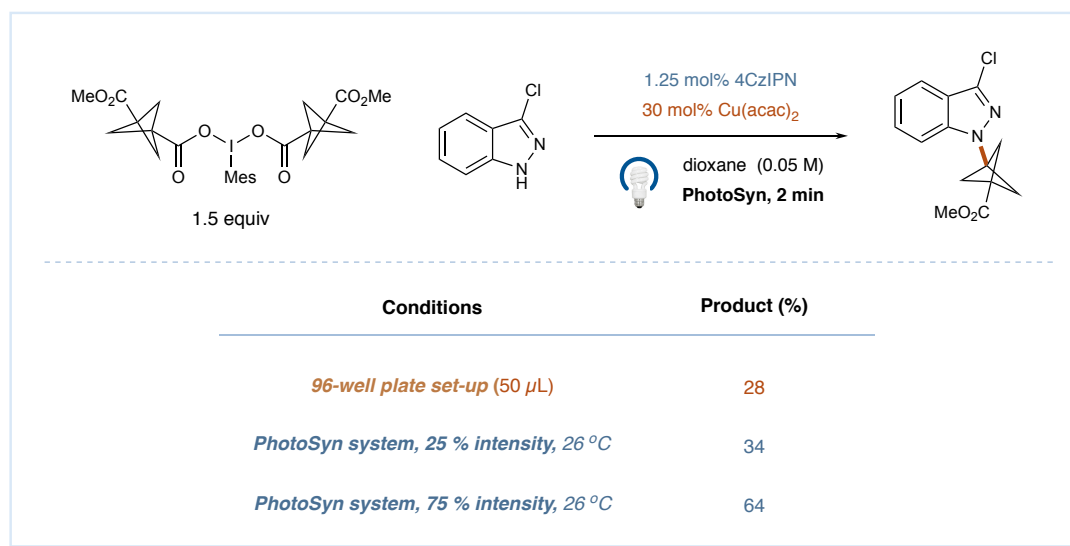 MeO₂C
CO₂Me
O
I
O
O
Mes
O
1.5 equiv
Cl
N
N
H
1.25 mol% 4CzIPN
30 mol% Cu(acac)₂
dioxane (0.05 M)
PhotoSyn, 2 min
Cl
N
N
MeO₂C
Conditions Product (%)
96-well plate set-up (50 µL) 28
PhotoSyn system, 25 % intensity, 26 ºC 34
PhotoSyn system, 75 % intensity, 26 ºC 64